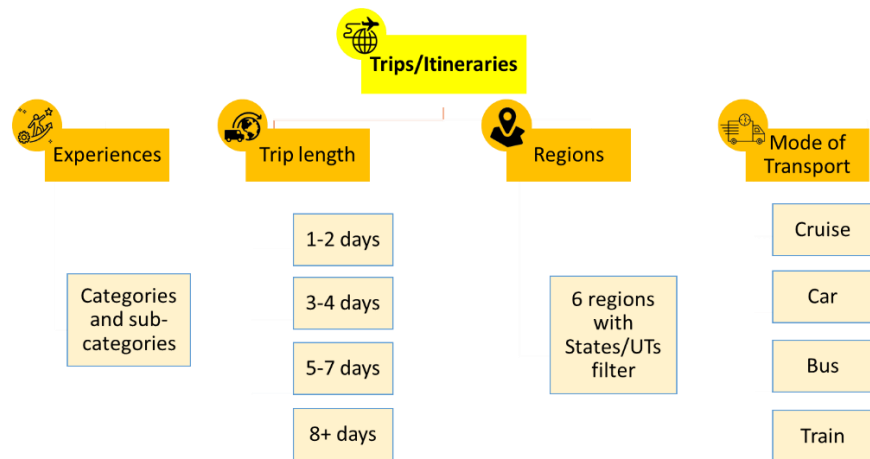 Trips/Itineraries
Experiences
Trip length
Regions
Mode of
Transport
Categories
and sub-
categories
1-2 days
3-4 days
5-7 days
8+ days
6 regions
with
States/UTs
filter
Cruise
Car
Bus
Train